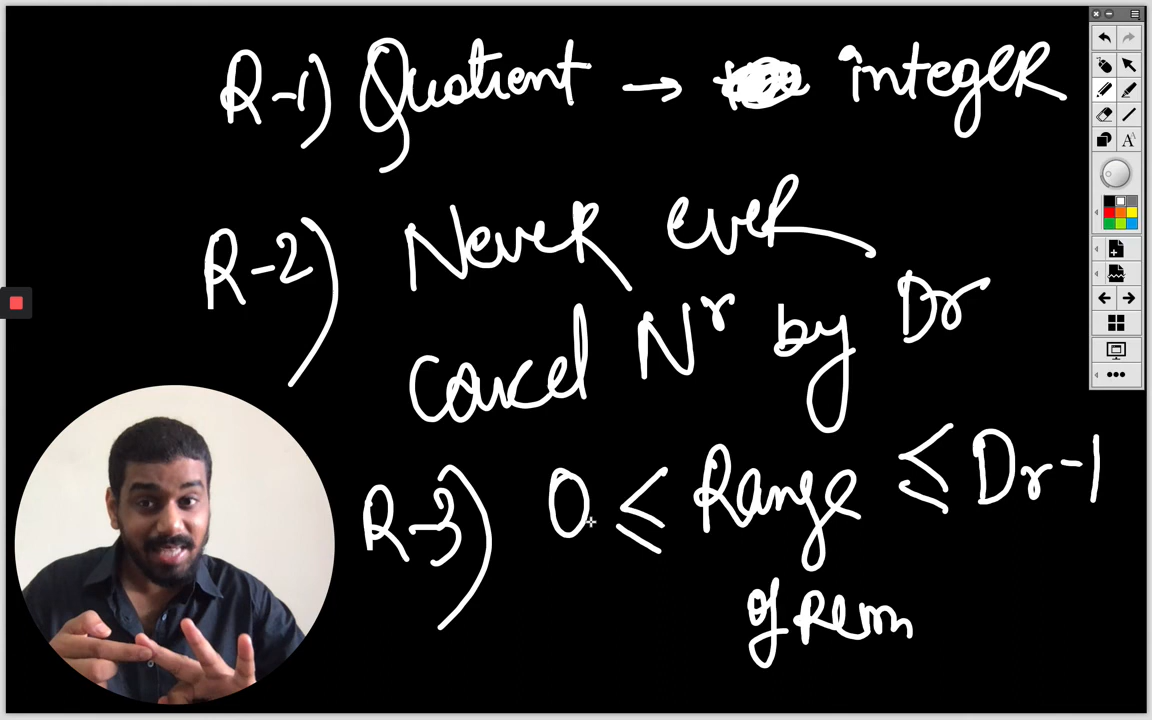 R-1) Quotient → integer
R-2) Never ever
cancel Nr by Dr
R-3) 0 ≤ Range ≤ Dr-1
of Rem